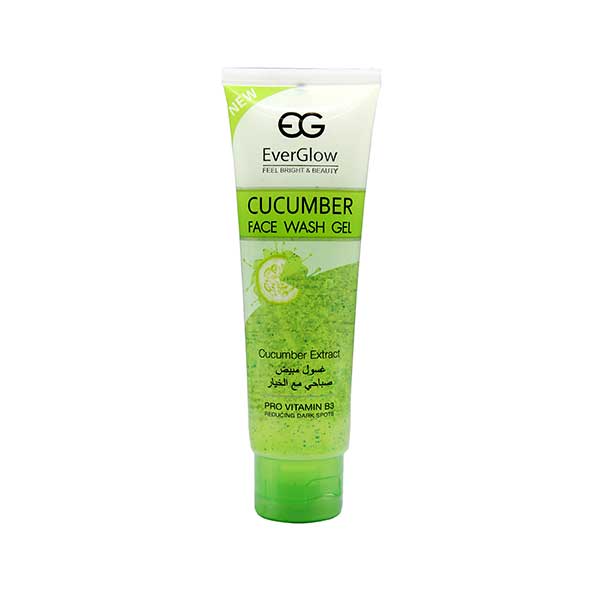 NEW
EG
EverGlow
FEEL BRIGHT & BEAUTY
CUCUMBER
FACE WASH GEL
Cucumber Extract
غسول مبيض
صباحي مع الخيار
PRO VITAMIN B3
REDUCING DARK SPOTS